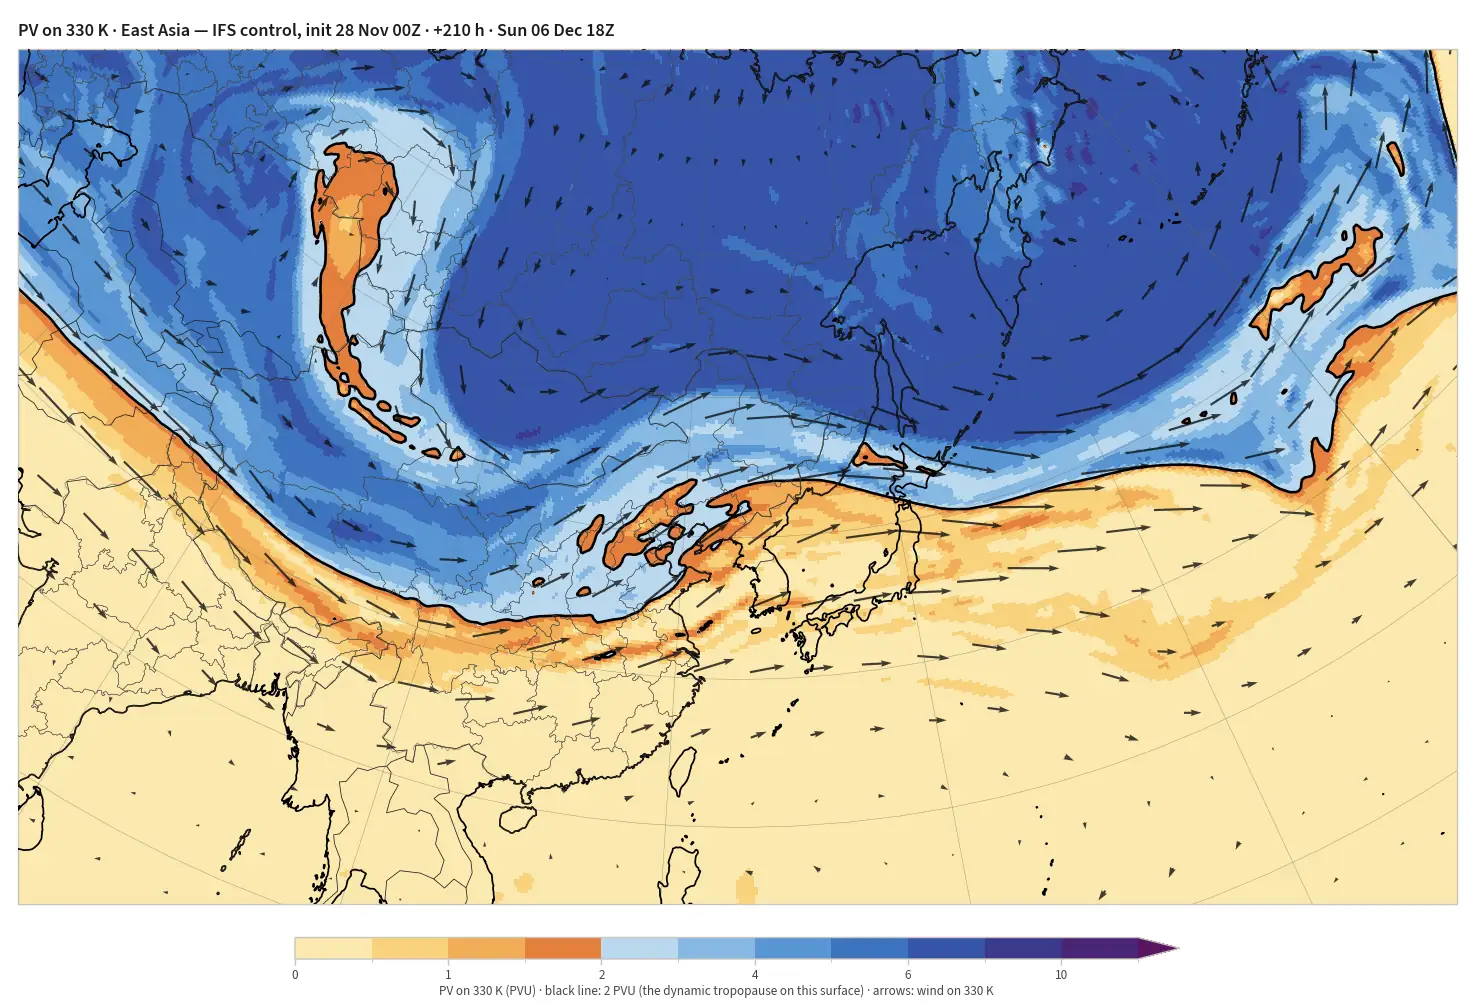 PV on 330 K · East Asia — IFS control, init 28 Nov 00Z · +210 h · Sun 06 Dec 18Z
0 1 2 4 6 10
PV on 330 K (PVU) · black line: 2 PVU (the dynamic tropopause on this surface) · arrows: wind on 330 K